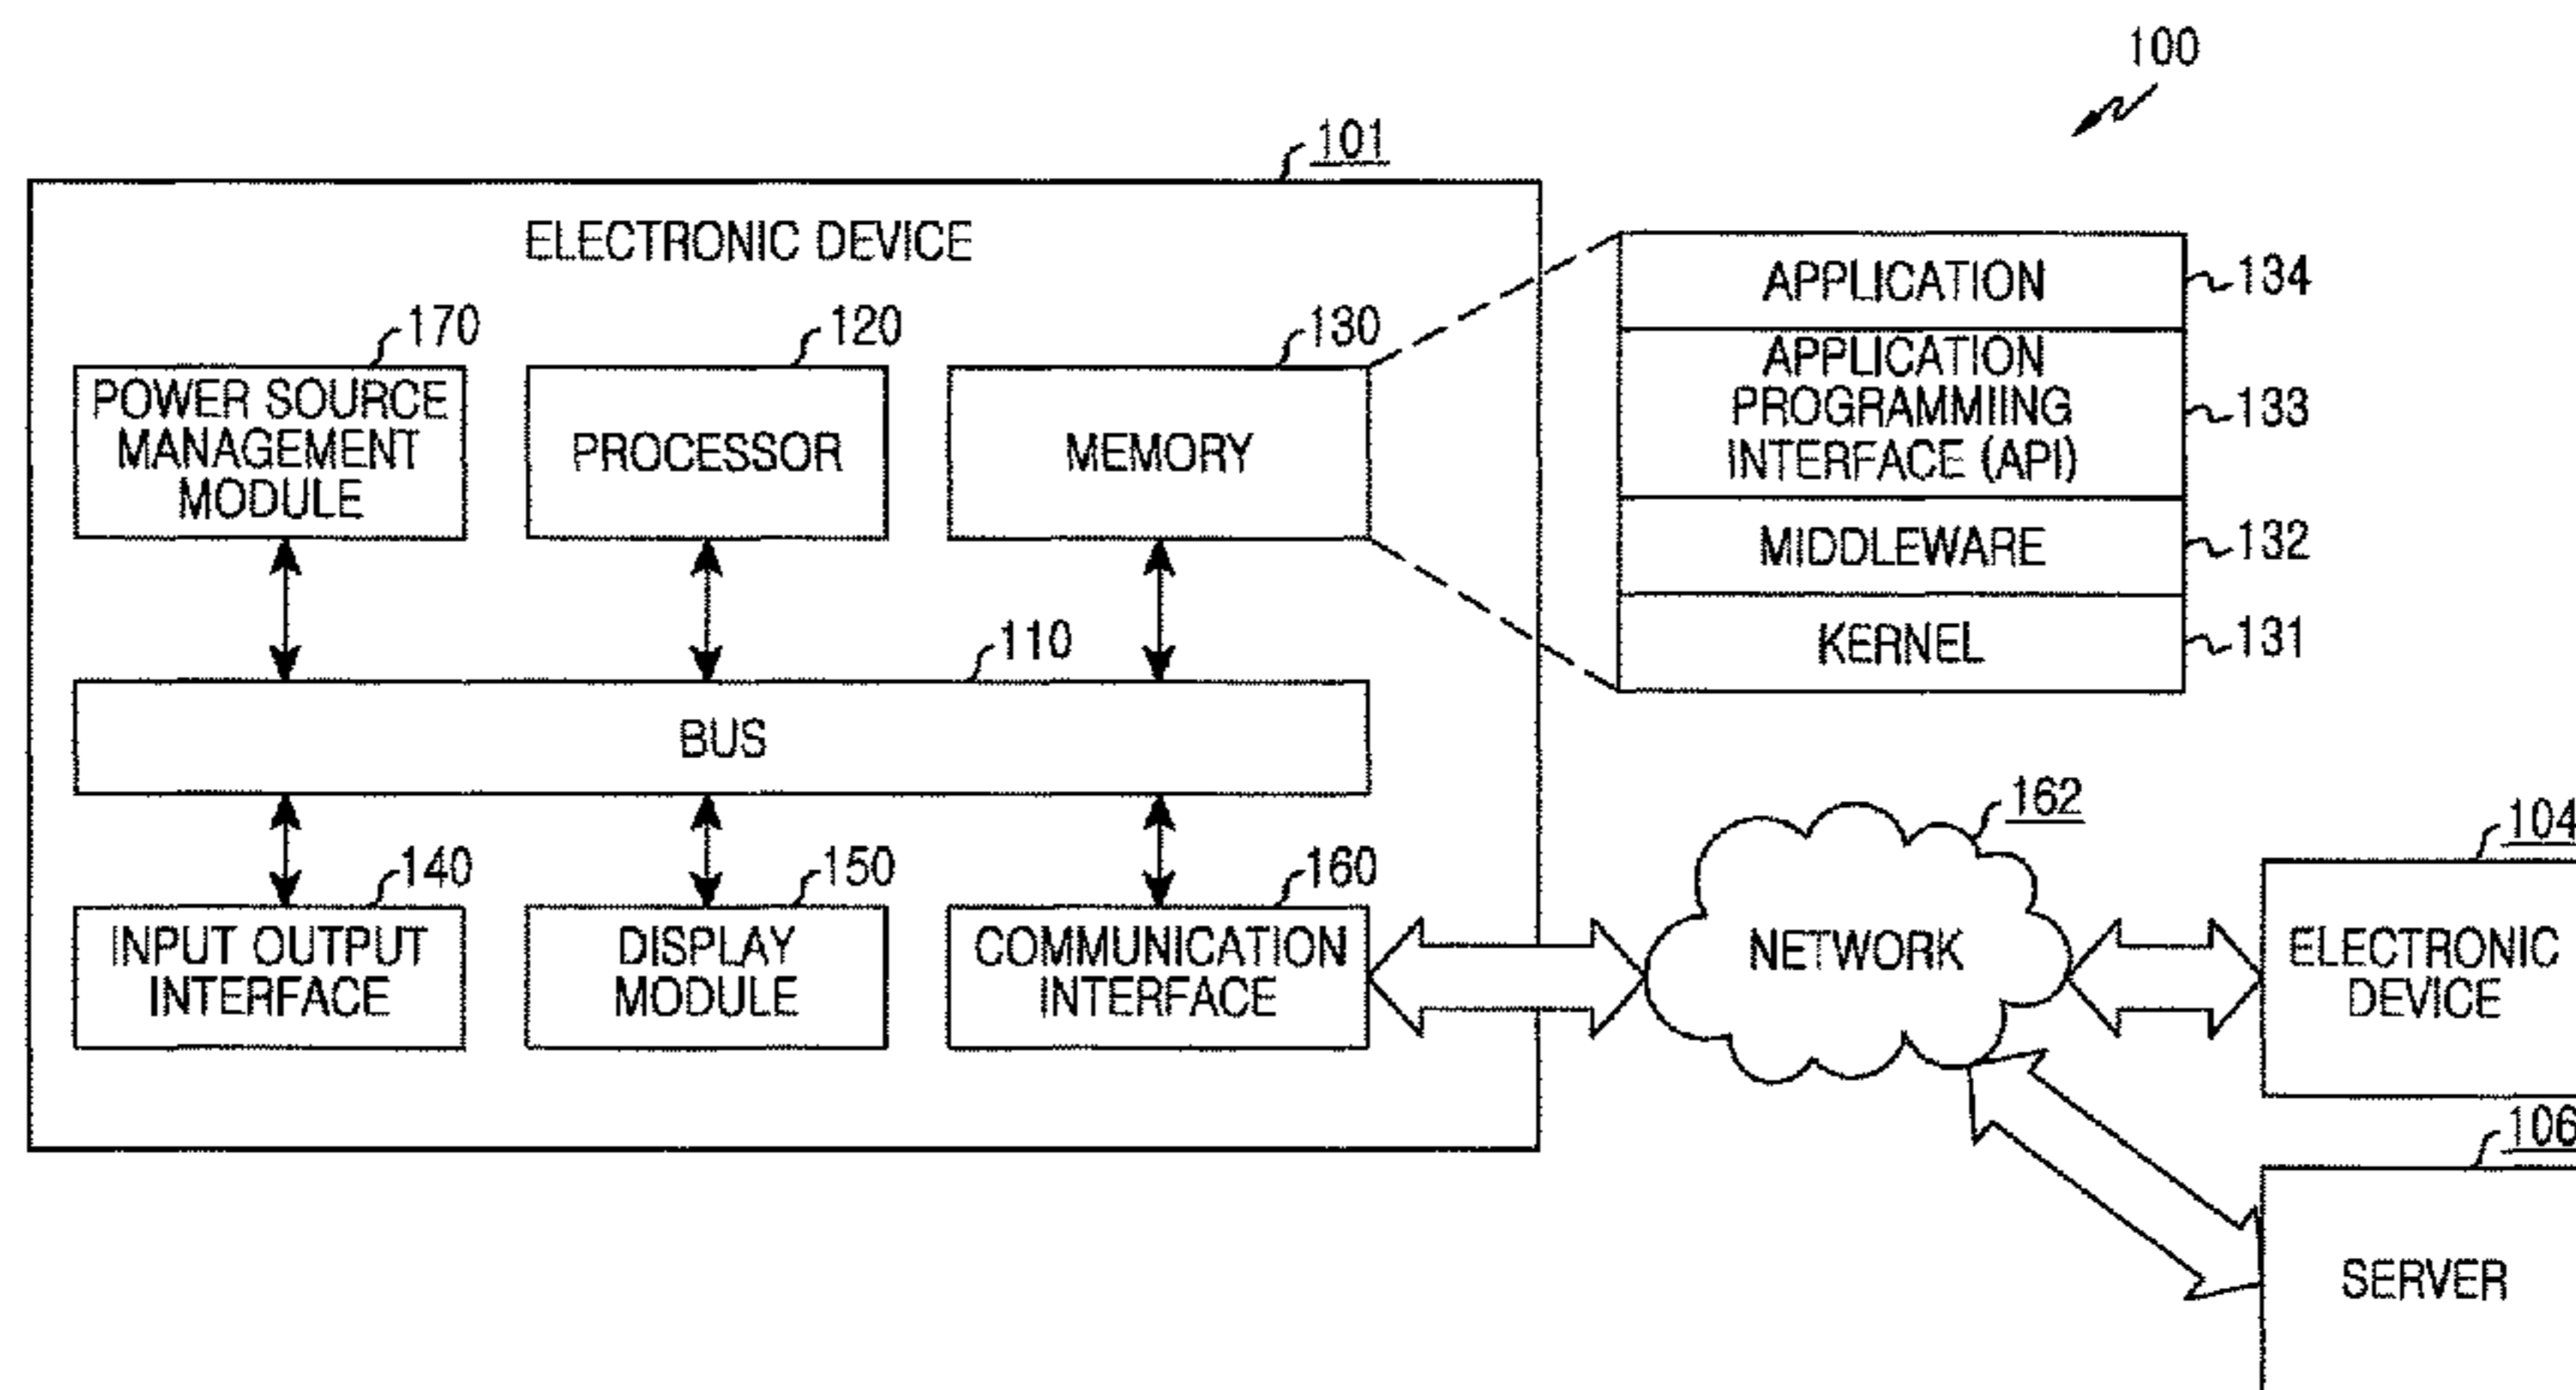 100
101
ELECTRONIC DEVICE
170
120
130
POWER SOURCE
MANAGEMENT
MODULE
PROCESSOR
MEMORY
APPLICATION
134
APPLICATION
PROGRAMMIING
INTERFACE (API)
133
MIDDLEWARE
132
KERNEL
131
110
BUS
140
150
160
INPUT OUTPUT
INTERFACE
DISPLAY
MODULE
COMMUNICATION
INTERFACE
162
NETWORK
104
ELECTRONIC
DEVICE
106
SERVER